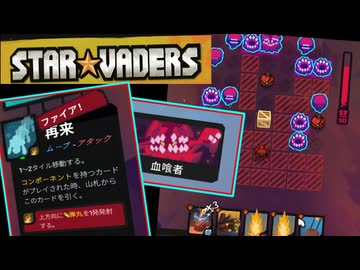 STAR★VADERS
ファイア!
再来
ムーブ・アタック
1~2タイル移動する。
コンポーネントを持つカード
がプレイされた時、山札から
このカードを引く。
上方向に弾丸を1発発射する。
血喰者
×3